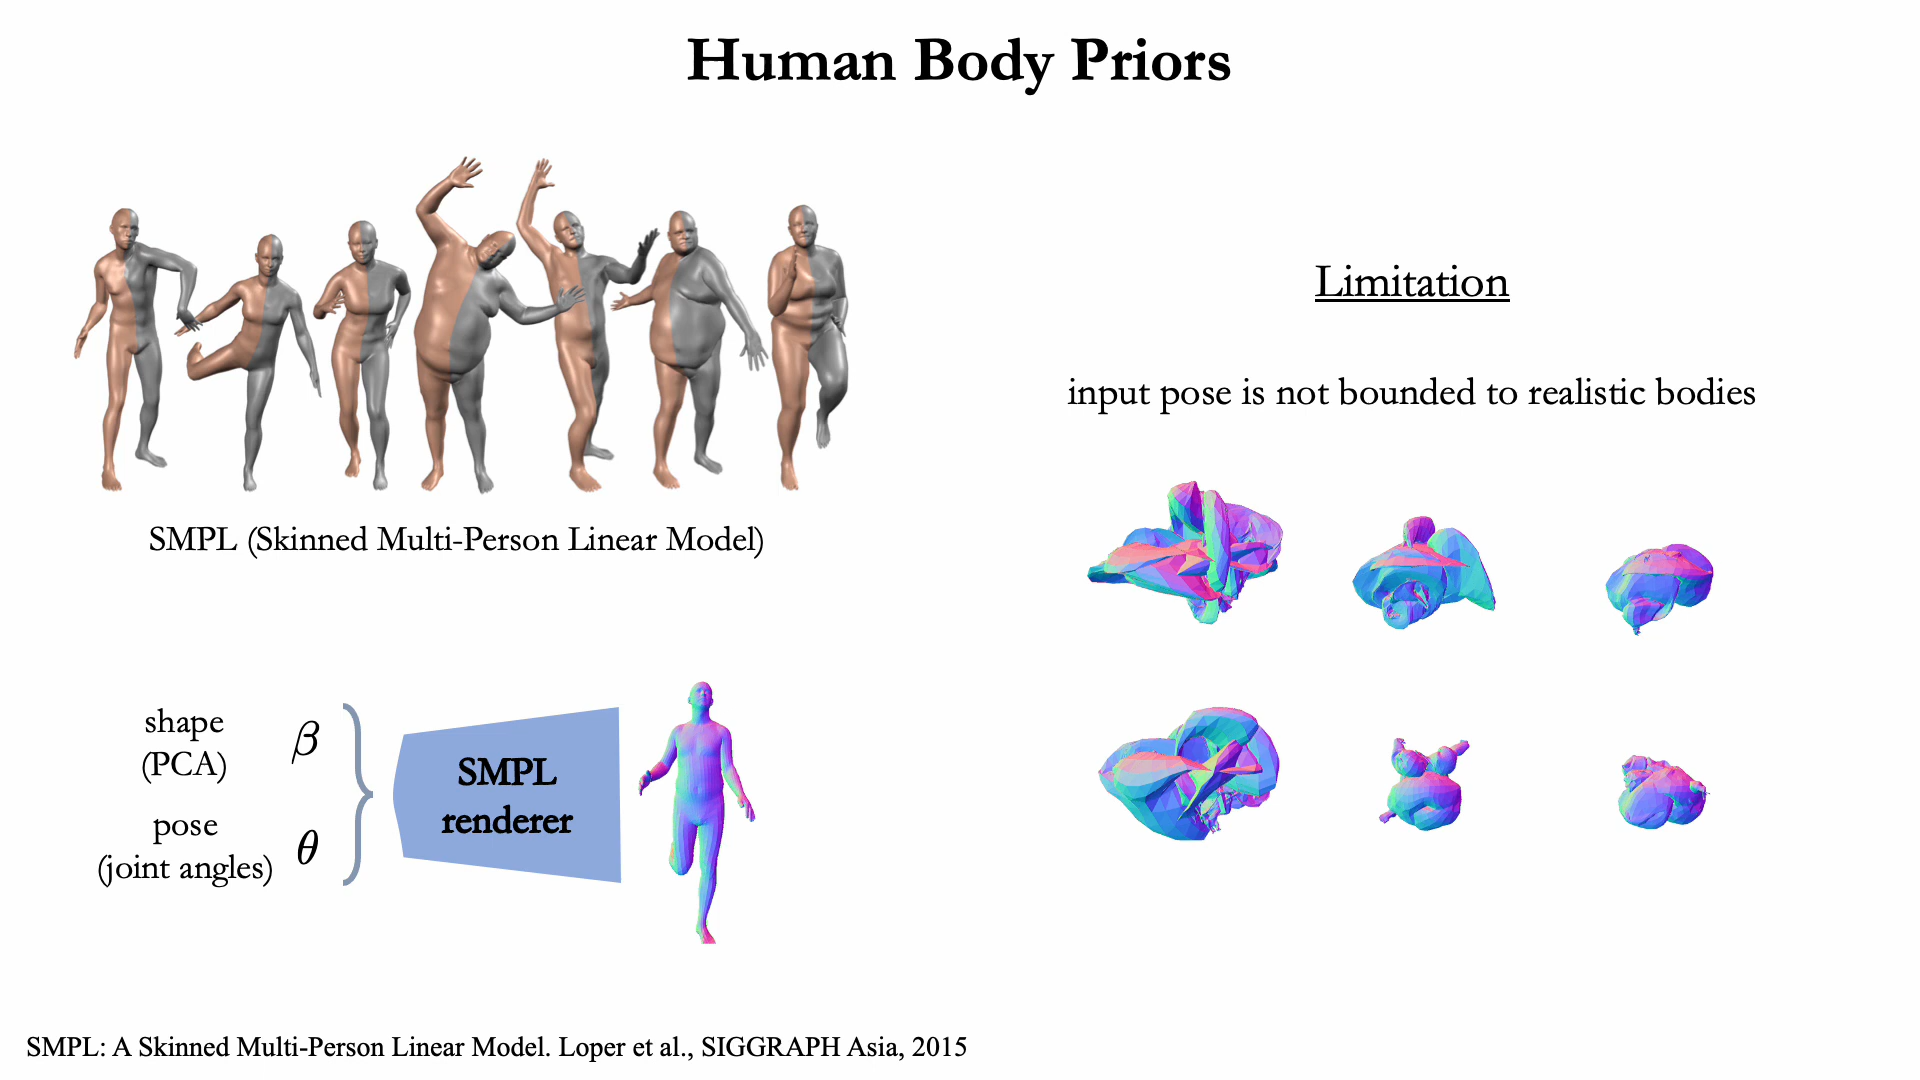 Human Body Priors
SMPL (Skinned Multi-Person Linear Model)
shape
(PCA)
β
pose
(joint angles)
θ
SMPL
renderer
Limitation
input pose is not bounded to realistic bodies
SMPL: A Skinned Multi-Person Linear Model. Loper et al., SIGGRAPH Asia, 2015